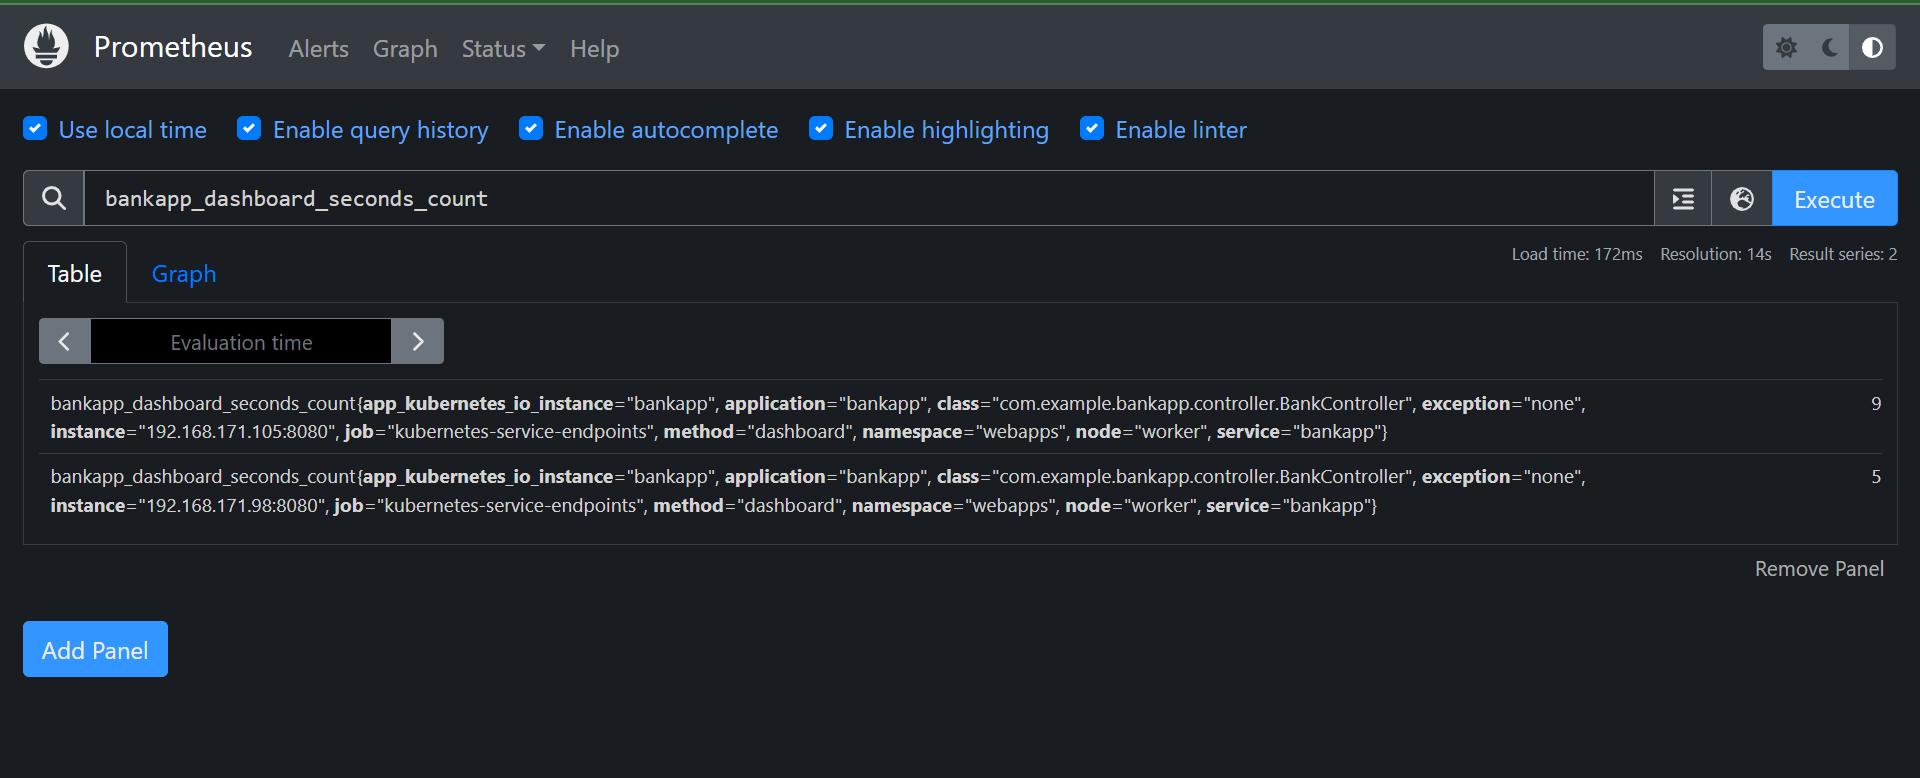 Prometheus Alerts Graph Status Help
Use local time Enable query history Enable autocomplete Enable highlighting Enable linter
bankapp_dashboard_seconds_count Execute
Load time: 172ms Resolution: 14s Result series: 2
Table Graph
Evaluation time
bankapp_dashboard_seconds_count{app_kubernetes_io_instance="bankapp", application="bankapp", class="com.example.bankapp.controller.BankController", exception="none", 9
instance="192.168.171.105:8080", job="kubernetes-service-endpoints", method="dashboard", namespace="webapps", node="worker", service="bankapp"}
bankapp_dashboard_seconds_count{app_kubernetes_io_instance="bankapp", application="bankapp", class="com.example.bankapp.controller.BankController", exception="none", 5
instance="192.168.171.98:8080", job="kubernetes-service-endpoints", method="dashboard", namespace="webapps", node="worker", service="bankapp"}
Remove Panel
Add Panel